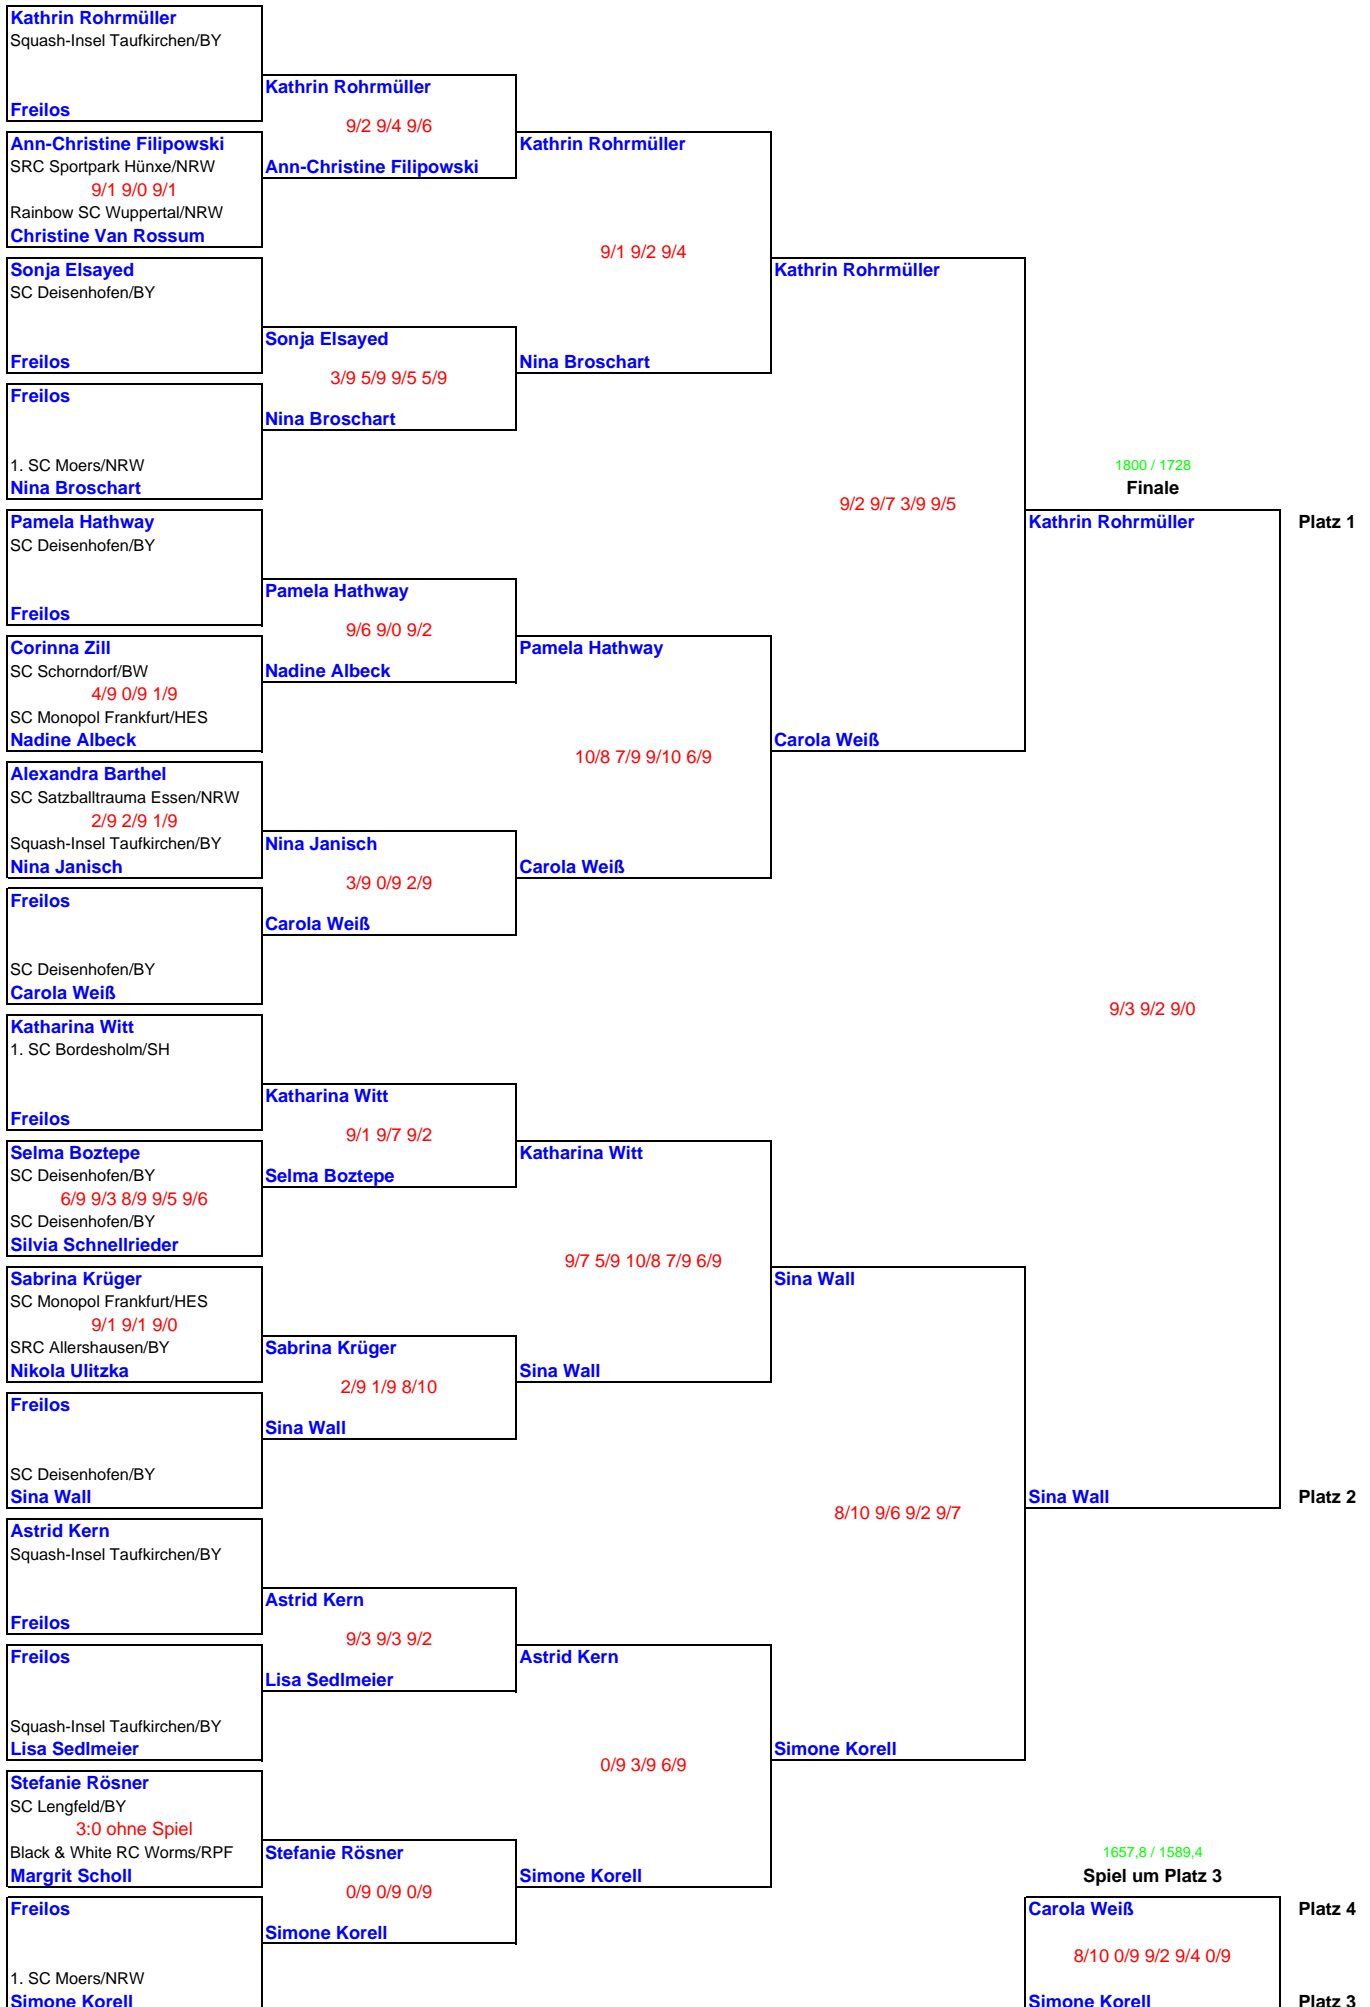 Kathrin Rohrmüller
Squash-Insel Taufkirchen/BY
Freilos
Ann-Christine Filipowski
SRC Sportpark Hünxe/NRW
9/1 9/0 9/1
Rainbow SC Wuppertal/NRW
Christine Van Rossum
Sonja Elsayed
SC Deisenhofen/BY
Freilos
Freilos
1. SC Moers/NRW
Nina Broschart
Pamela Hathway
SC Deisenhofen/BY
Freilos
Corinna Zill
SC Schorndorf/BW
4/9 0/9 1/9
SC Monopol Frankfurt/HES
Nadine Albeck
Alexandra Barthel
SC Satzballtrauma Essen/NRW
2/9 2/9 1/9
Squash-Insel Taufkirchen/BY
Nina Janisch
Freilos
SC Deisenhofen/BY
Carola Weiß
Katharina Witt
1. SC Bordesholm/SH
Freilos
Selma Boztepe
SC Deisenhofen/BY
6/9 9/3 8/9 9/5 9/6
SC Deisenhofen/BY
Silvia Schnellrieder
Sabrina Krüger
SC Monopol Frankfurt/HES
9/1 9/1 9/0
SRC Allershausen/BY
Nikola Ulitzka
Freilos
SC Deisenhofen/BY
Sina Wall
Astrid Kern
Squash-Insel Taufkirchen/BY
Freilos
Freilos
Squash-Insel Taufkirchen/BY
Lisa Sedlmeier
Stefanie Rösner
SC Lengfeld/BY
3:0 ohne Spiel
Black & White RC Worms/RPF
Margrit Scholl
Freilos
1. SC Moers/NRW
Simone Korell
Kathrin Rohrmüller
9/2 9/4 9/6
Ann-Christine Filipowski
Sonja Elsayed
3/9 5/9 9/5 5/9
Nina Broschart
Pamela Hathway
9/6 9/0 9/2
Nadine Albeck
Nina Janisch
3/9 0/9 2/9
Carola Weiß
Katharina Witt
9/1 9/7 9/2
Selma Boztepe
Sabrina Krüger
2/9 1/9 8/10
Sina Wall
Astrid Kern
9/3 9/3 9/2
Lisa Sedlmeier
Stefanie Rösner
0/9 0/9 0/9
Simone Korell
Kathrin Rohrmüller
9/1 9/2 9/4
Nina Broschart
Pamela Hathway
10/8 7/9 9/10 6/9
Carola Weiß
Katharina Witt
9/7 5/9 10/8 7/9 6/9
Sina Wall
Astrid Kern
0/9 3/9 6/9
Simone Korell
Kathrin Rohrmüller
9/2 9/7 3/9 9/5
Carola Weiß
Sina Wall
8/10 9/6 9/2 9/7
Simone Korell
1800 / 1728
Finale
Kathrin Rohrmüller Platz 1
9/3 9/2 9/0
Sina Wall Platz 2
1657,8 / 1589,4
Spiel um Platz 3
Carola Weiß Platz 4
8/10 0/9 9/2 9/4 0/9
Simone Korell Platz 3